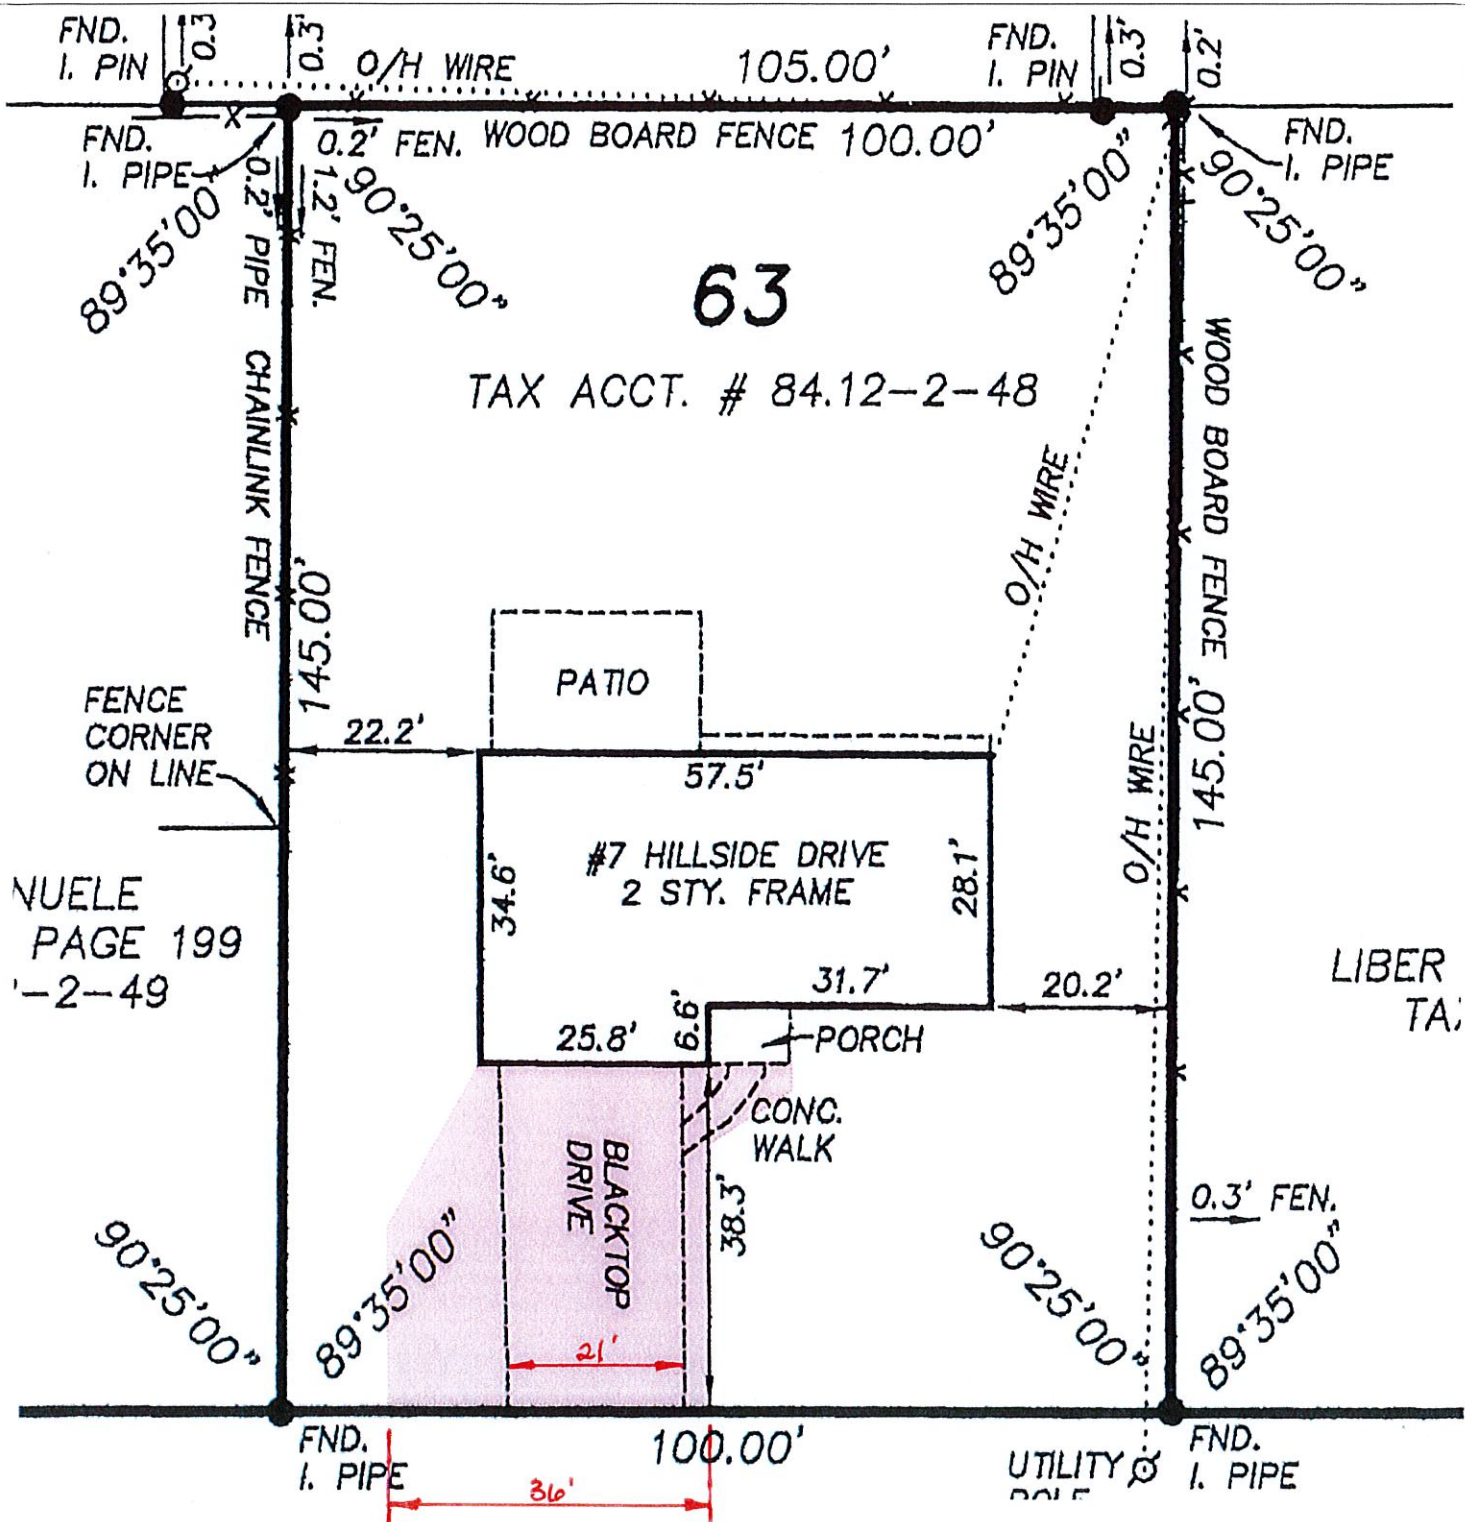 FND.
I. PIN
0.3
0.3'
O/H WIRE
105.00'
FND.
I. PIN
0.3'
0.2'
FND.
I. PIPE
0.2' FEN.
WOOD BOARD FENCE
100.00'
FND.
I. PIPE
89°35'00"
0.2' PIPE
1.2' FEN.
90°25'00"
89°35'00"
90°25'00"
63
TAX ACCT. # 84.12-2-48
CHAINLINK FENCE
145.00'
O/H WIRE
WOOD BOARD FENCE
145.00'
PATIO
FENCE
CORNER
ON LINE
22.2'
57.5'
O/H WIRE
#7 HILLSIDE DRIVE
2 STY. FRAME
34.6'
28.1'
NUELE
PAGE 199
-2-49
LIBER
31.7'
20.2'
25.8'
6.6'
PORCH
CONC.
WALK
BLACKTOP
DRIVE
38.3'
0.3' FEN.
90°25'00"
89°35'00"
90°25'00"
89°35'00"
21'
FND.
I. PIPE
100.00'
UTILITY
POLE
FND.
I. PIPE
36'